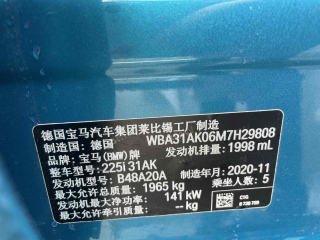 德国宝马汽车集团莱比锡工厂制造
制造国：德国 WBA31AK06M7H29808
品牌：宝马(BMW)牌 发动机排量：1998 mL
整车型号：225i 31AK
发动机型号：B48A20A 制造年月：2020-11
最大允许总质量：1965 kg 乘坐人数：5
发动机最大净功率：141 kW
最大允许牵引质量：-- kg
C1G